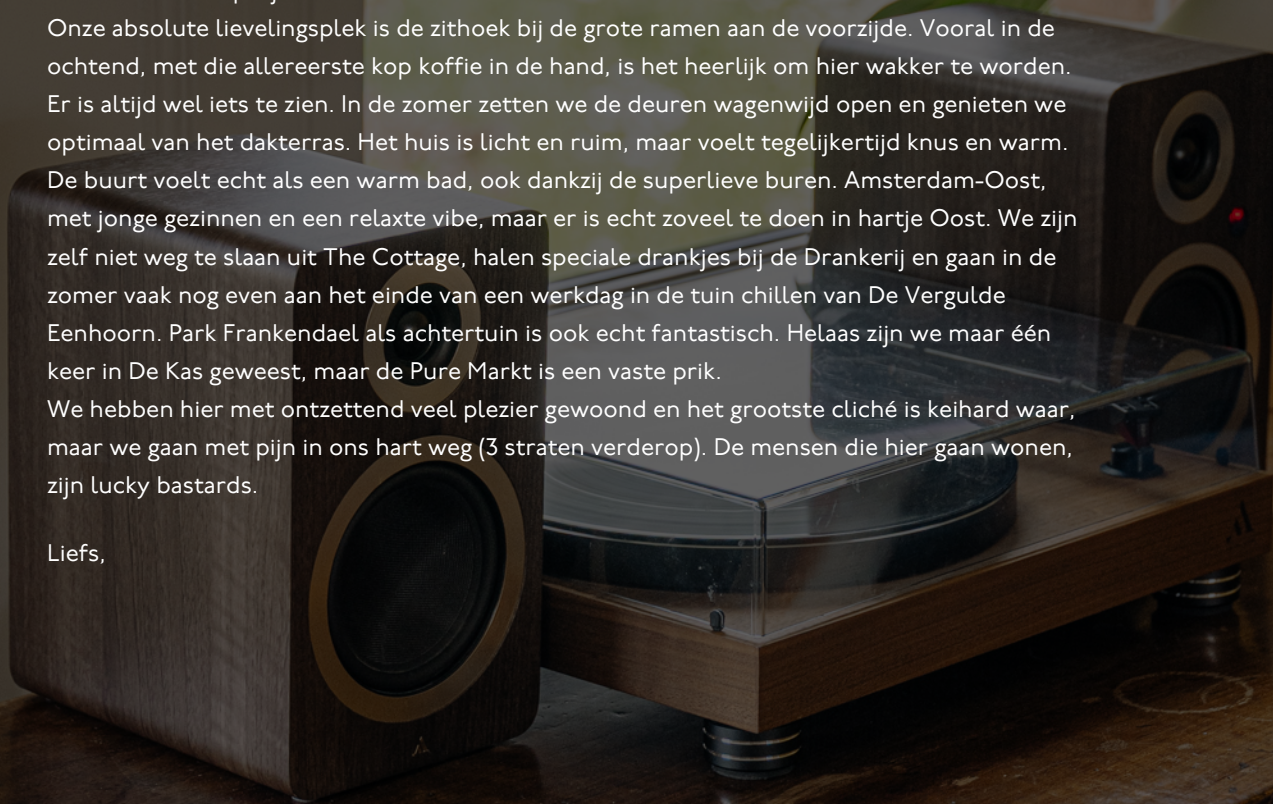 Onze absolute lievelingsplek is de zithoek bij de grote ramen aan de voorzijde. Vooral in de
ochtend, met die allereerste kop koffie in de hand, is het heerlijk om hier wakker te worden.
Er is altijd wel iets te zien. In de zomer zetten we de deuren wagenwijd open en genieten we
optimaal van het dakterras. Het huis is licht en ruim, maar voelt tegelijkertijd knus en warm.
De buurt voelt echt als een warm bad, ook dankzij de superlieve buren. Amsterdam-Oost,
met jonge gezinnen en een relaxte vibe, maar er is echt zoveel te doen in hartje Oost. We zijn
zelf niet weg te slaan uit The Cottage, halen speciale drankjes bij de Drankerij en gaan in de
zomer vaak nog even aan het einde van een werkdag in de tuin chillen van De Vergulde
Eenhoorn. Park Frankendael als achtertuin is ook echt fantastisch. Helaas zijn we maar één
keer in De Kas geweest, maar de Pure Markt is een vaste prik.
We hebben hier met ontzettend veel plezier gewoond en het grootste cliché is keihard waar,
maar we gaan met pijn in ons hart weg (3 straten verderop). De mensen die hier gaan wonen,
zijn lucky bastards.
Liefs,